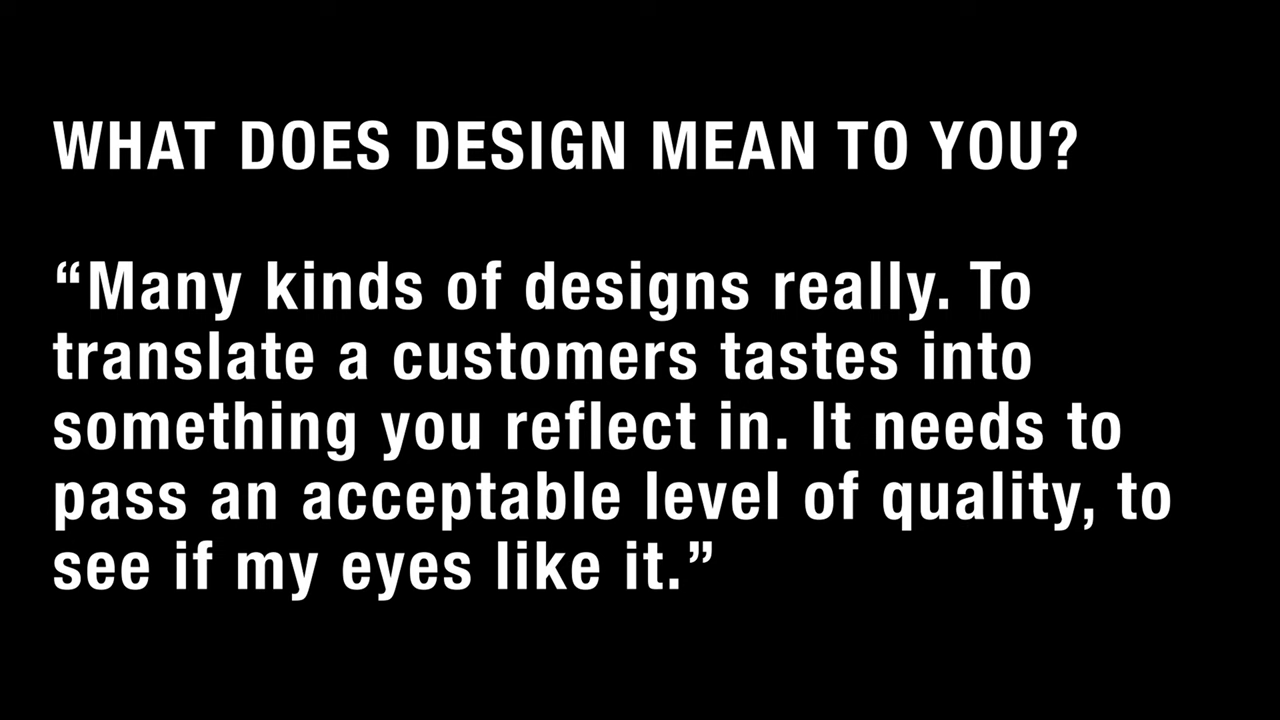 WHAT DOES DESIGN MEAN TO YOU?
“Many kinds of designs really. To
translate a customers tastes into
something you reflect in. It needs to
pass an acceptable level of quality, to
see if my eyes like it.”